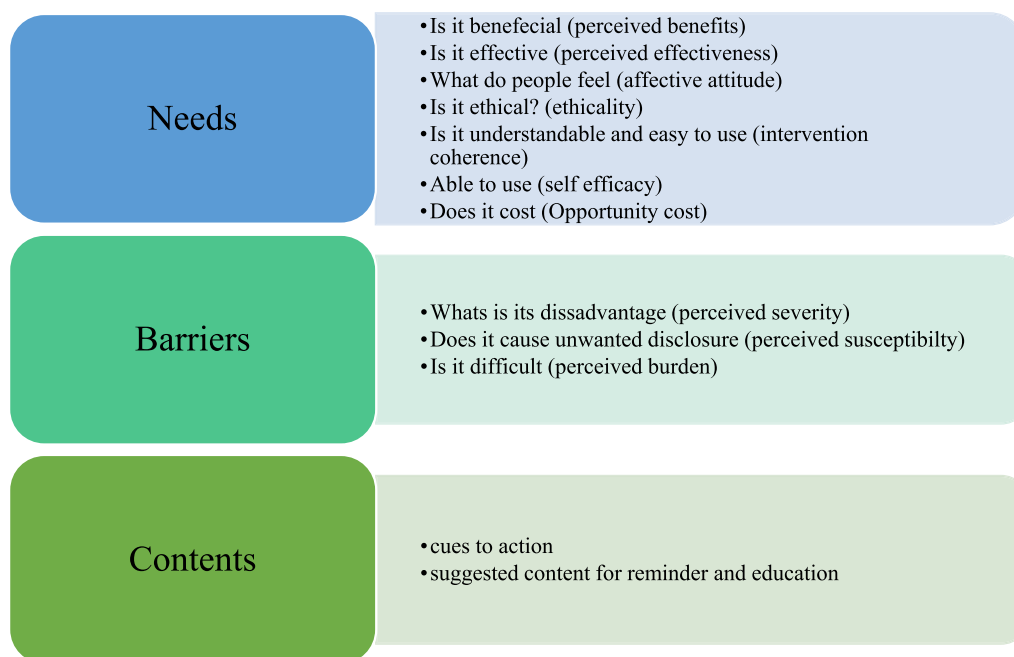 Needs
•Is it benefecial (perceived benefits)
•Is it effective (perceived effectiveness)
•What do people feel (affective attitude)
•Is it ethical? (ethicality)
•Is it understandable and easy to use (intervention
coherence)
•Able to use (self efficacy)
•Does it cost (Opportunity cost)
Barriers
•Whats is its dissadvantage (perceived severity)
•Does it cause unwanted disclosure (perceived susceptibilty)
•Is it difficult (perceived burden)
Contents
•cues to action
•suggested content for reminder and education